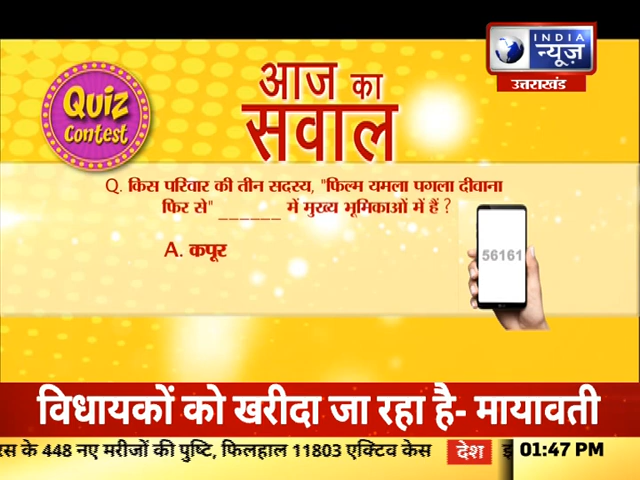 INDIA
न्यूज़
उत्तराखंड
Quiz
Contest
आज का
सवाल
Q. किस परिवार की तीन सदस्य, "फिल्म यमला पगला दीवाना
फिर से" ______ में मुख्य भूमिकाओं में हैं ?
A. कपूर
56161
विधायकों को खरीदा जा रहा है- मायावती
रस के 448 नए मरीजों की पुष्टि, फिलहाल 11803 एक्टिव केस
देश
01:47 PM